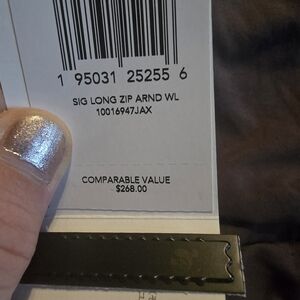 1 95031 25255 6
SIG LONG ZIP ARND WL
10016947JAX
COMPARABLE VALUE
$268.00